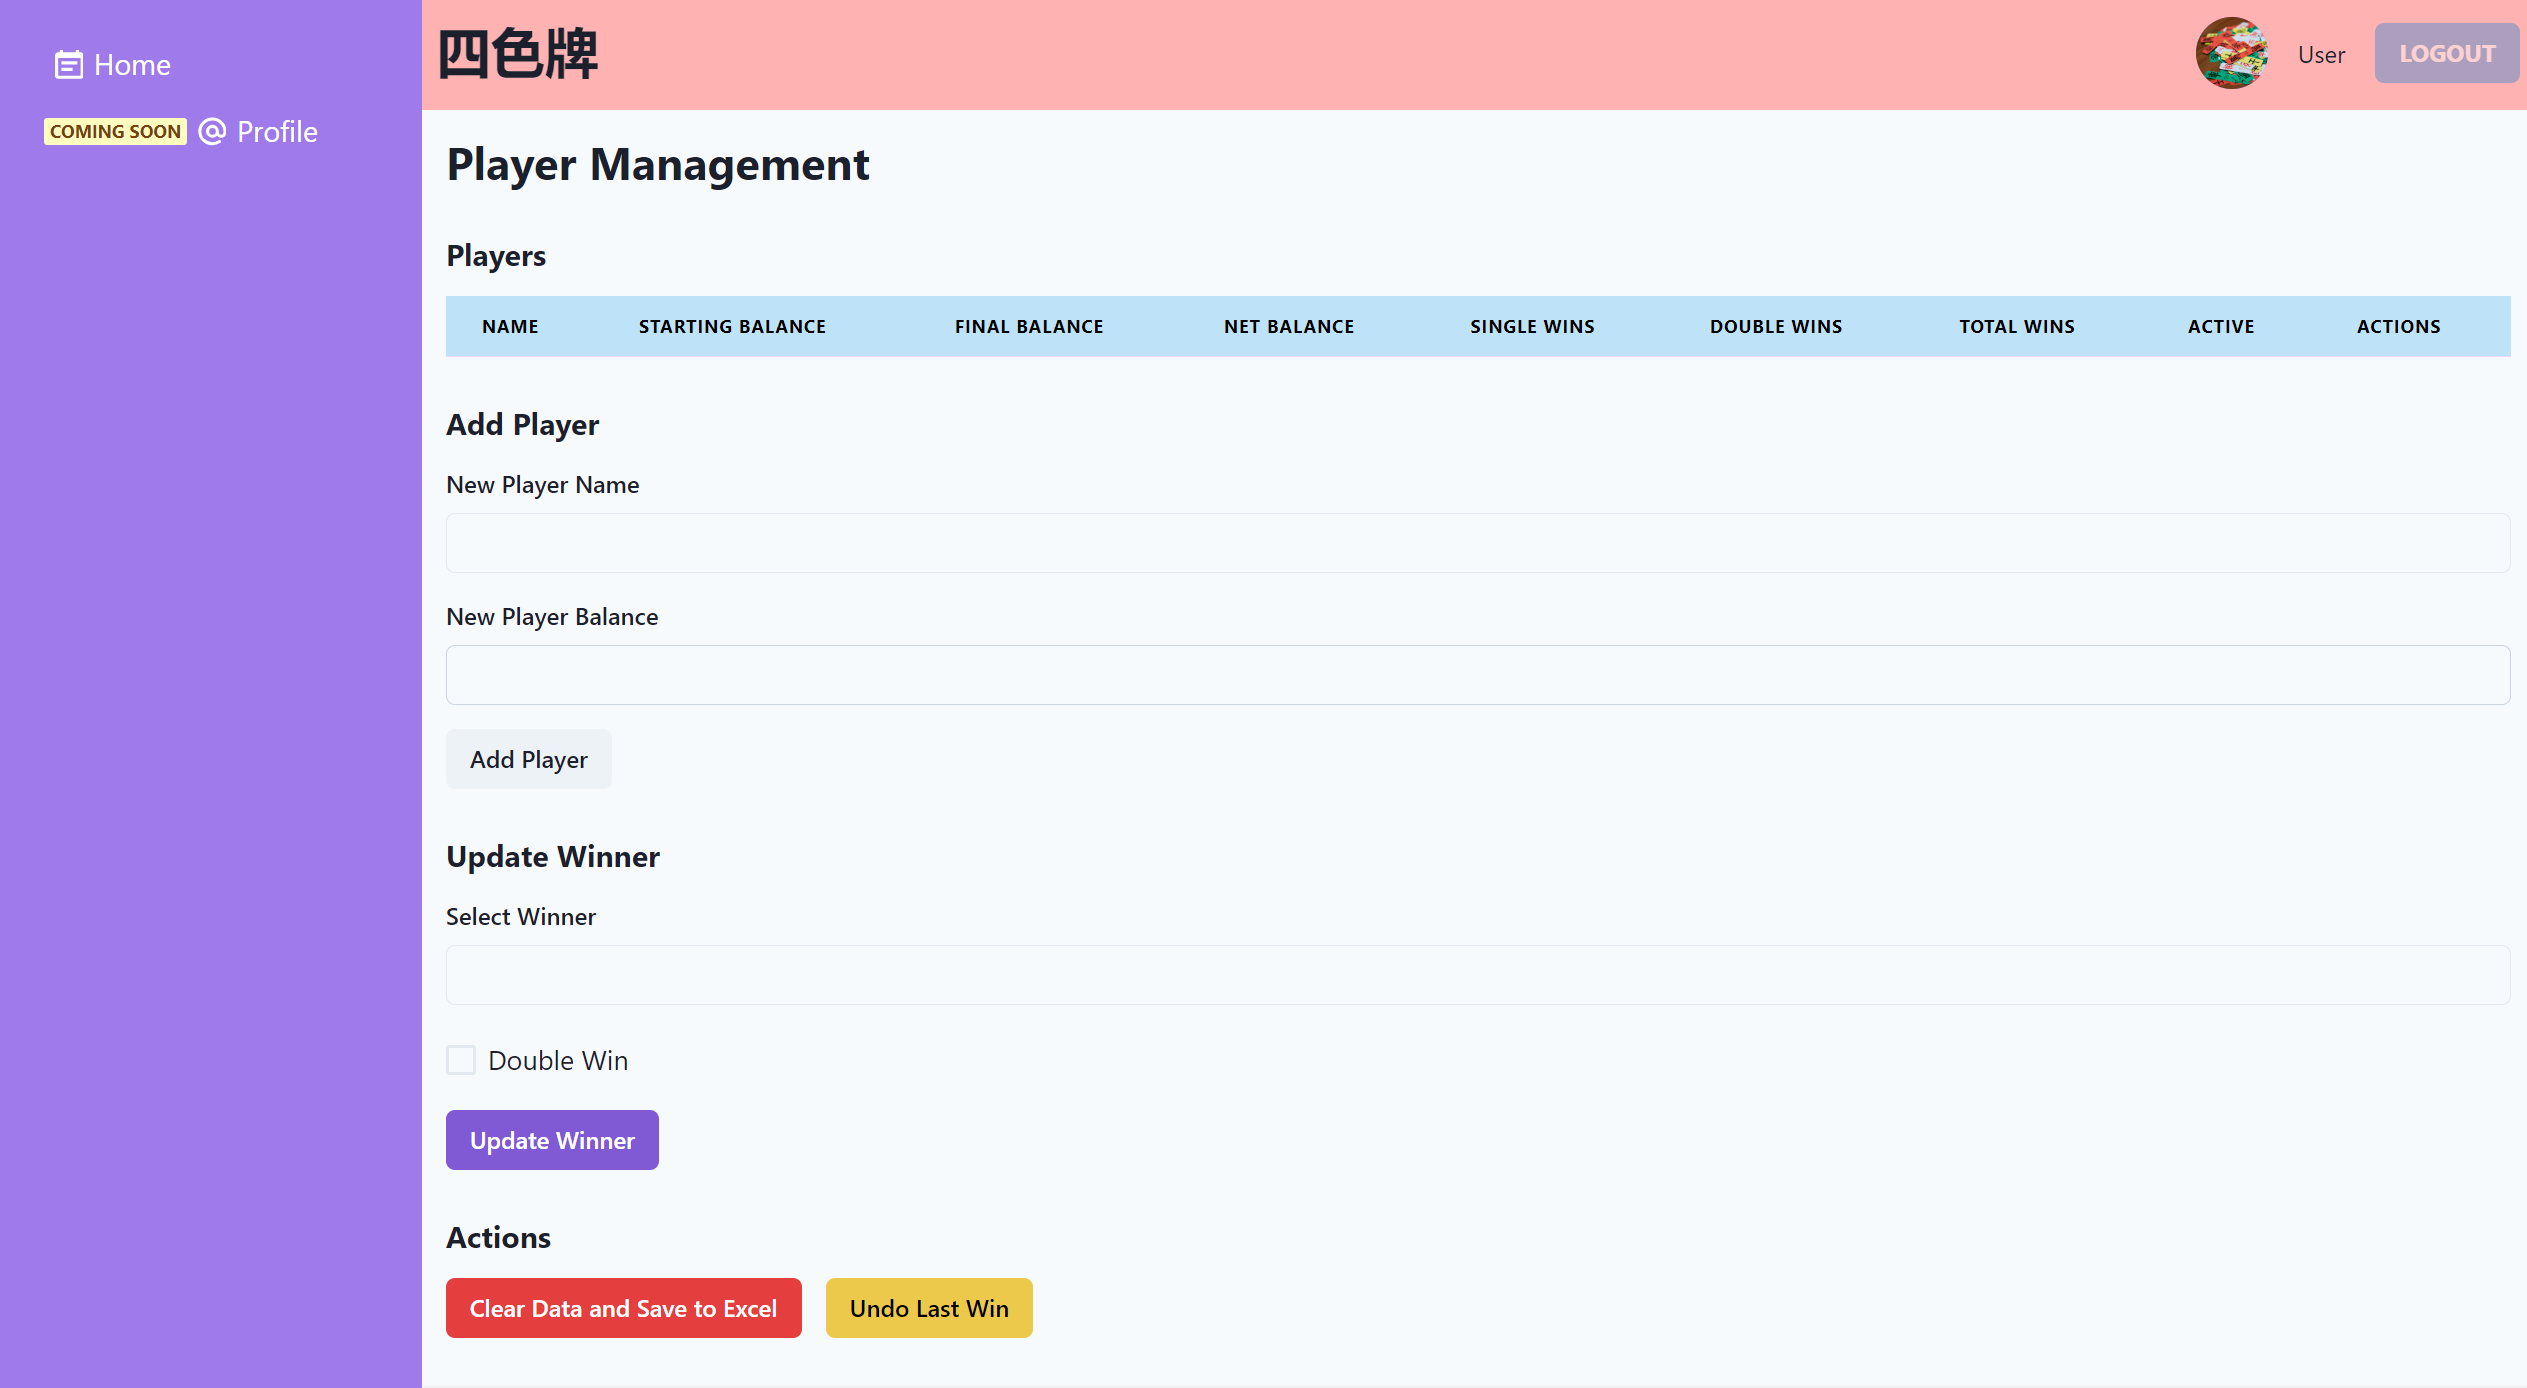 Home
COMING SOON Profile
四色牌
User
LOGOUT
Player Management
Players
NAME STARTING BALANCE FINAL BALANCE NET BALANCE SINGLE WINS DOUBLE WINS TOTAL WINS ACTIVE ACTIONS
Add Player
New Player Name
New Player Balance
Add Player
Update Winner
Select Winner
Double Win
Update Winner
Actions
Clear Data and Save to Excel
Undo Last Win